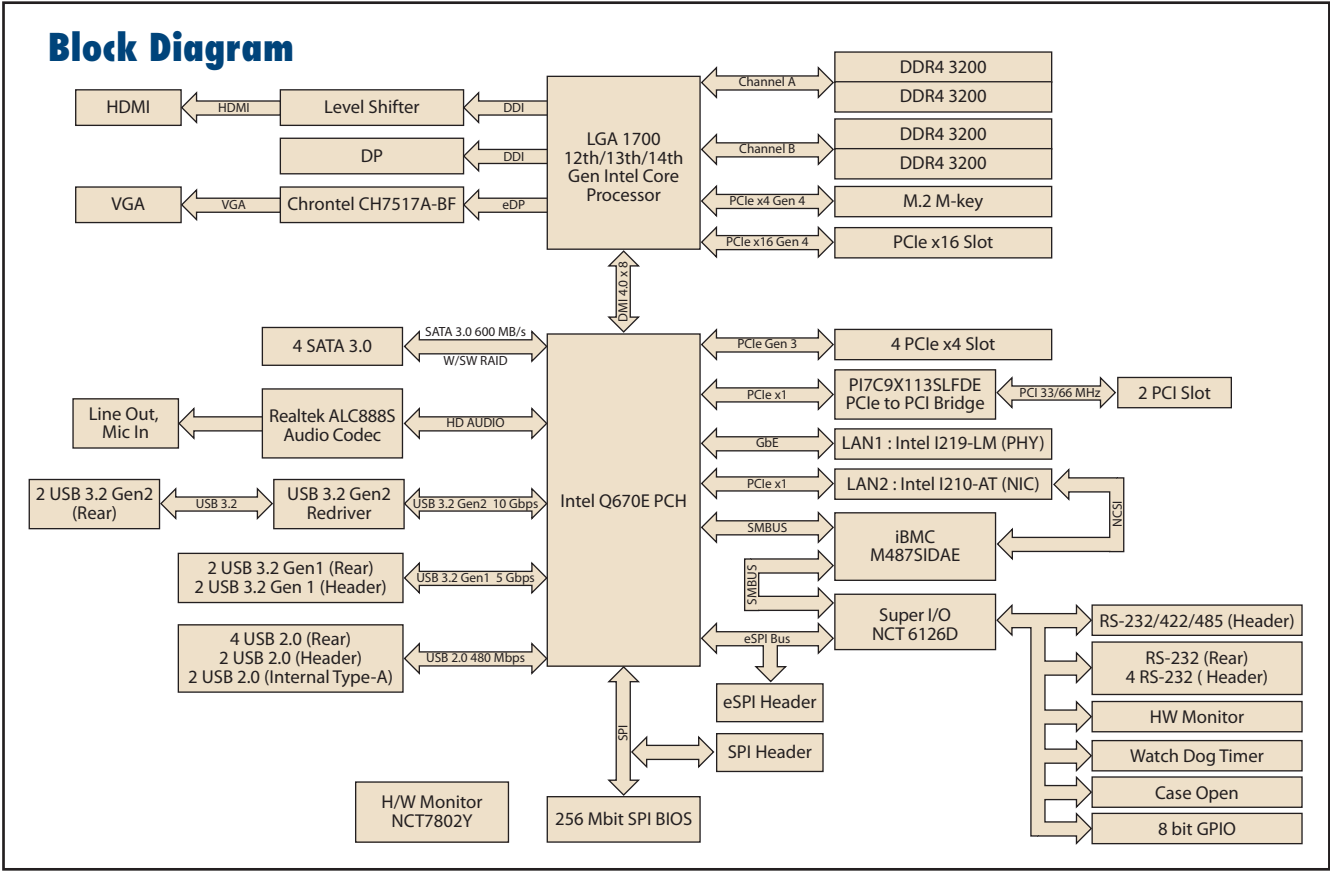 Block Diagram
HDMI
HDMI
Level Shifter
DDI
DP
DDI
VGA
VGA
Chrontel CH7517A-BF
eDP
LGA 1700
12th/13th/14th
Gen Intel Core
Processor
Channel A
DDR4 3200
DDR4 3200
Channel B
DDR4 3200
DDR4 3200
PCIe x4 Gen 4
M.2 M-key
PCIe x16 Gen 4
PCIe x16 Slot
DMI 4.0 x 8
4 SATA 3.0
SATA 3.0 600 MB/s
W/SW RAID
Line Out,
Mic In
Realtek ALC888S
Audio Codec
HD AUDIO
2 USB 3.2 Gen2
(Rear)
USB 3.2
USB 3.2 Gen2
Redriver
USB 3.2 Gen2 10 Gbps
2 USB 3.2 Gen1 (Rear)
2 USB 3.2 Gen 1 (Header)
USB 3.2 Gen1 5 Gbps
4 USB 2.0 (Rear)
2 USB 2.0 (Header)
2 USB 2.0 (Internal Type-A)
USB 2.0 480 Mbps
Intel Q670E PCH
PCIe Gen 3
4 PCIe x4 Slot
PCIe x1
PI7C9X113SLFDE
PCIe to PCI Bridge
PCI 33/66 MHz
2 PCI Slot
GbE
LAN1 : Intel I219-LM (PHY)
PCIe x1
LAN2 : Intel I210-AT (NIC)
NCSI
SMBUS
iBMC
M487SIDAE
SMBUS
Super I/O
NCT 6126D
eSPI Bus
eSPI Header
SPI
SPI Header
256 Mbit SPI BIOS
H/W Monitor
NCT7802Y
RS-232/422/485 (Header)
RS-232 (Rear)
4 RS-232 ( Header)
HW Monitor
Watch Dog Timer
Case Open
8 bit GPIO